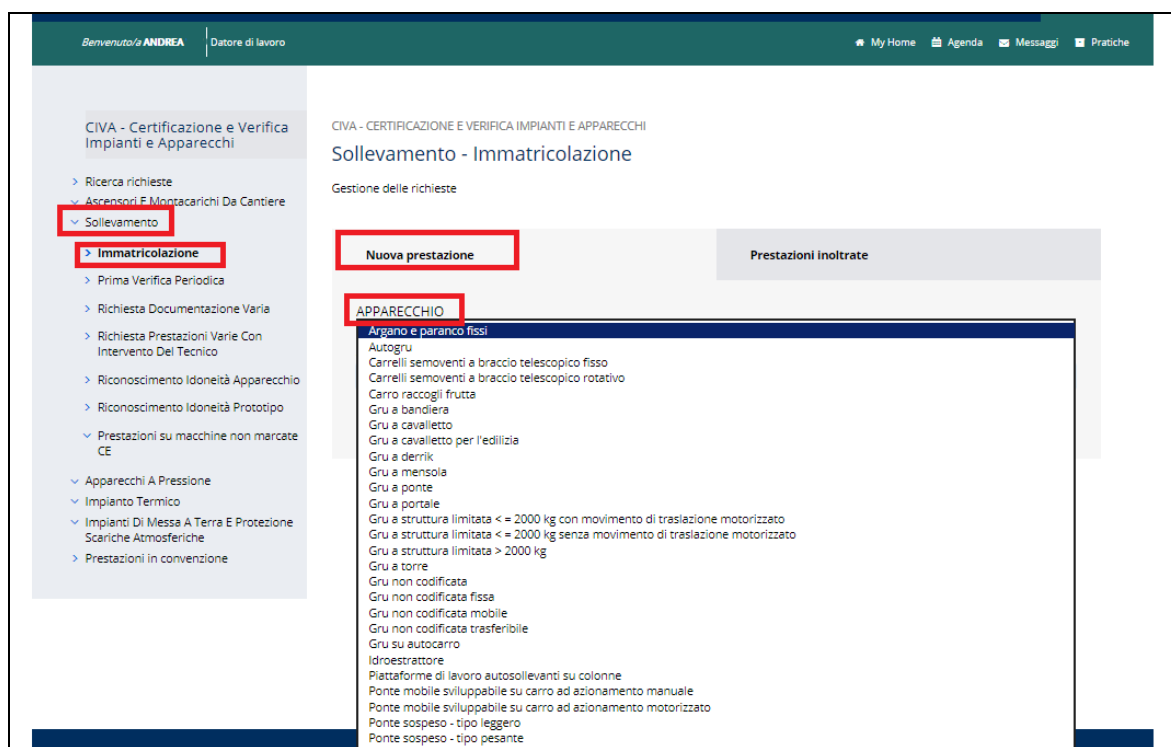 Benvenuto/a ANDREA
Datore di lavoro
My Home
Agenda
Messaggi
Pratiche
CIVA - Certificazione e Verifica
Impianti e Apparecchi
Ricerca richieste
Ascensori E Montacarichi Da Cantiere
Sollevamento
Immatricolazione
Prima Verifica Periodica
Richiesta Documentazione Varia
Richiesta Prestazioni Varie Con
Intervento Del Tecnico
Riconoscimento Idoneità Apparecchio
Riconoscimento Idoneità Prototipo
Prestazioni su macchine non marcate
CE
Apparecchi A Pressione
Impianto Termico
Impianti Di Messa A Terra E Protezione
Scariche Atmosferiche
Prestazioni in convenzione
CIVA - CERTIFICAZIONE E VERIFICA IMPIANTI E APPARECCHI
Sollevamento - Immatricolazione
Gestione delle richieste
Nuova prestazione
Prestazioni inoltrate
APPARECCHIO
Argano e paranco fissi
Autogru
Carrelli semoventi a braccio telescopico fisso
Carrelli semoventi a braccio telescopico rotativo
Carro raccogli frutta
Gru a bandiera
Gru a cavalletto
Gru a cavalletto per l'edilizia
Gru a derrik
Gru a mensola
Gru a ponte
Gru a portale
Gru a struttura limitata < = 2000 kg con movimento di traslazione motorizzato
Gru a struttura limitata < = 2000 kg senza movimento di traslazione motorizzato
Gru a struttura limitata > 2000 kg
Gru a torre
Gru non codificata
Gru non codificata fissa
Gru non codificata mobile
Gru non codificata trasferibile
Gru su autocarro
Idroestrattore
Piattaforme di lavoro autosollevanti su colonne
Ponte mobile sviluppabile su carro ad azionamento manuale
Ponte mobile sviluppabile su carro ad azionamento motorizzato
Ponte sospeso - tipo leggero
Ponte sospeso - tipo pesante